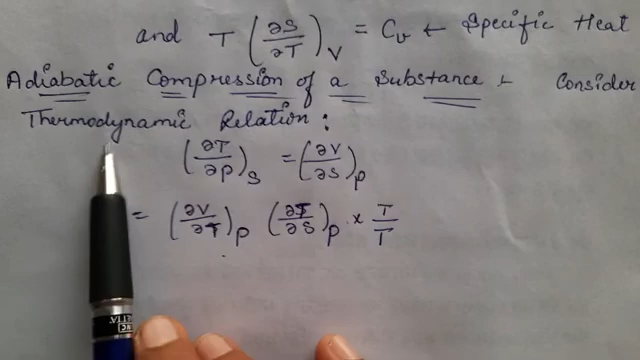 and T (∂S/∂T)_V = C_v ← Specific Heat
Adiabatic Compression of a Substance :- Consider
Thermodynamic Relation :
(∂T/∂P)_S = (∂V/∂S)_P
= (∂V/∂T)_P (∂T/∂S)_P × T/T